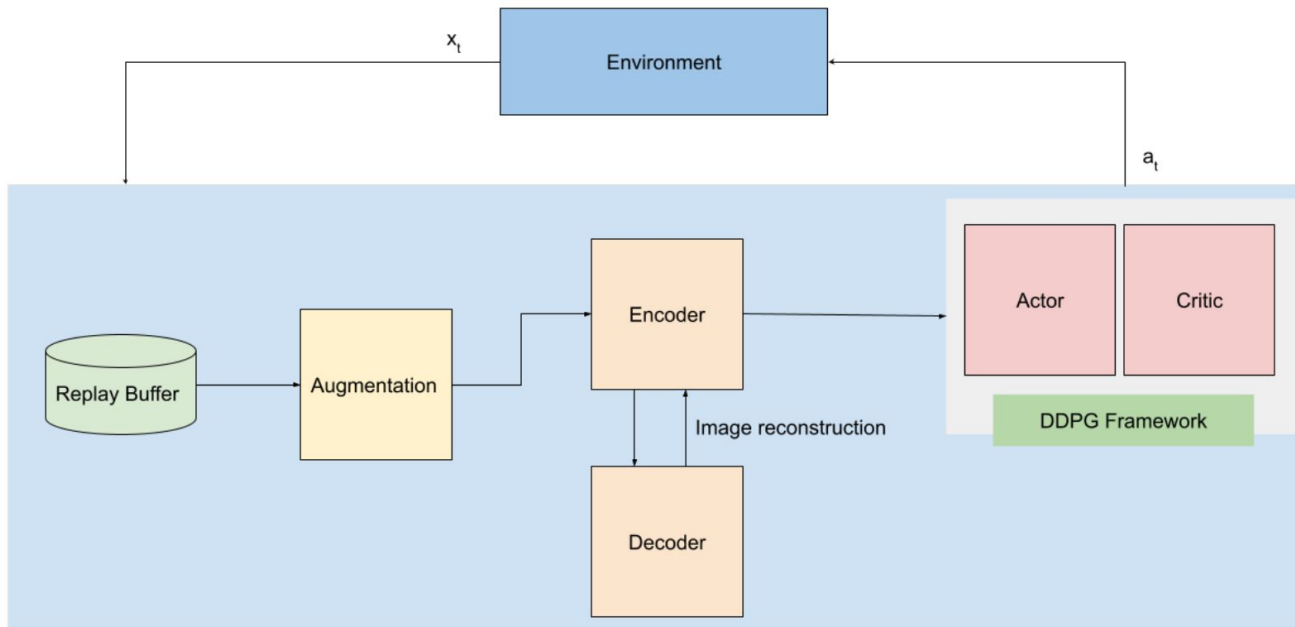 x_t
Environment
a_t
Replay Buffer
Augmentation
Encoder
Actor
Critic
Image reconstruction
DDPG Framework
Decoder